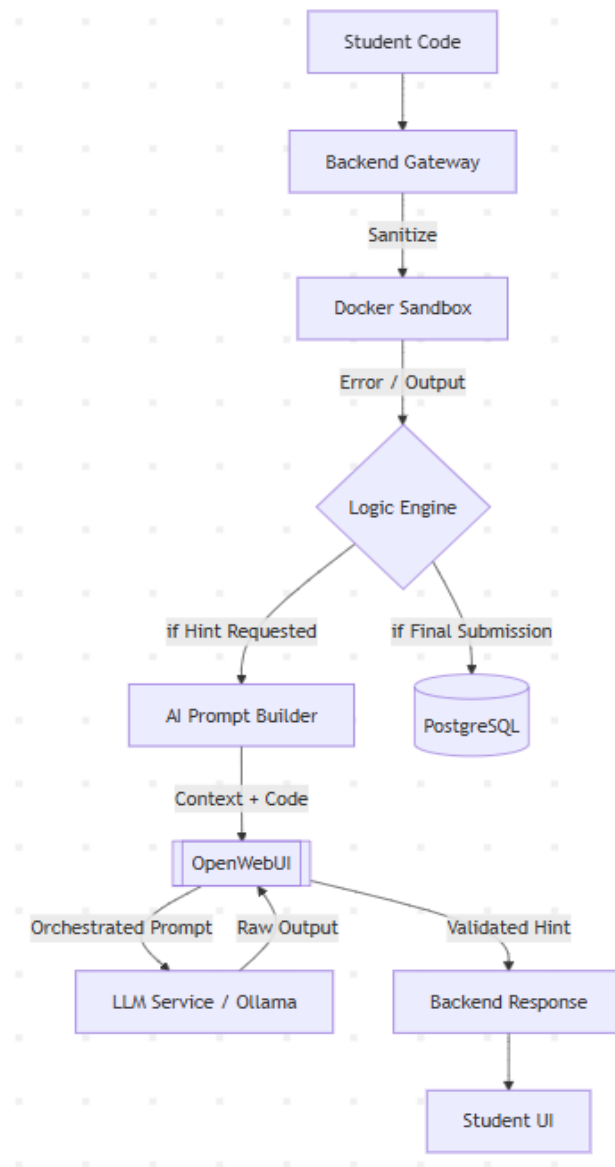 Student Code
Backend Gateway
Sanitize
Docker Sandbox
Error / Output
Logic Engine
if Hint Requested
if Final Submission
AI Prompt Builder
PostgreSQL
Context + Code
OpenWebUI
Orchestrated Prompt
Raw Output
Validated Hint
LLM Service / Ollama
Backend Response
Student UI